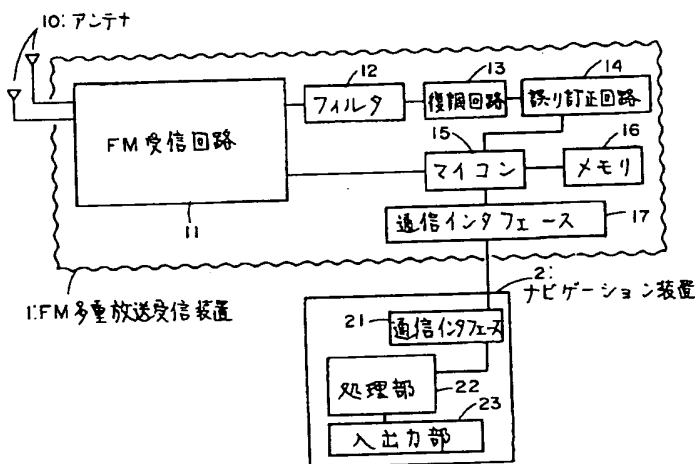 10:アンテナ
12
フィルタ
13
復調回路
14
誤り訂正回路
FM受信回路
11
15
マイコン
16
メモリ
通信インタフェース
17
1:FM多重放送受信装置
2:
ナビゲーション装置
21
通信インタフェース
処理部
22
23
入出力部